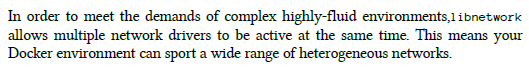 In order to meet the demands of complex highly-fluid environments,libnetwork
allows multiple network drivers to be active at the same time. This means your
Docker environment can sport a wide range of heterogeneous networks.